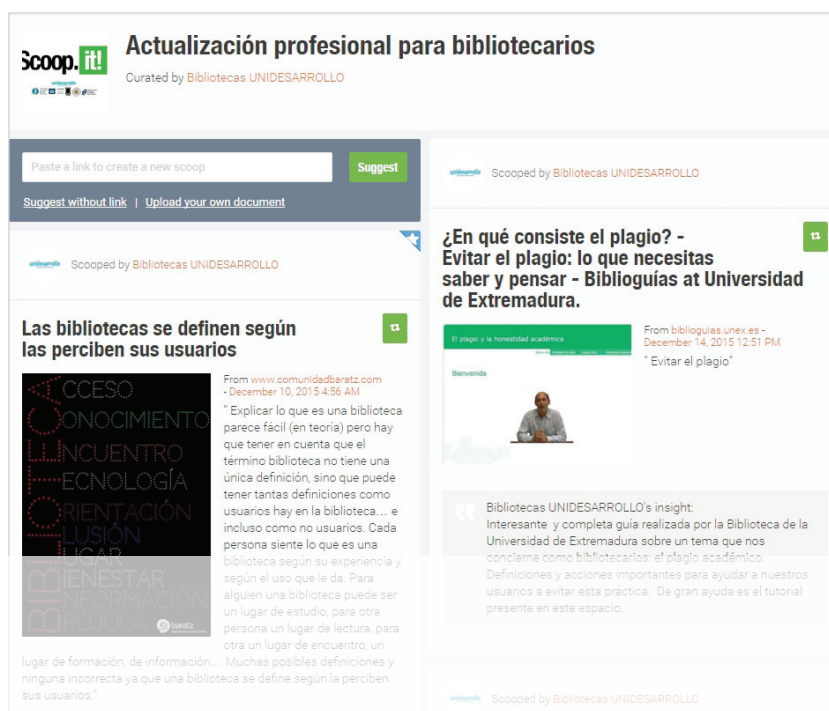 Scoop.it!
unidesarrollo
Actualización profesional para bibliotecarios
Curated by Bibliotecas UNIDESARROLLO
Paste a link to create a new scoop
Suggest
Suggest without link | Upload your own document
unidesarrollo
Scooped by Bibliotecas UNIDESARROLLO
Las bibliotecas se definen según
las perciben sus usuarios
ACCESO
CONOCIMIENTO
ENCUENTRO
TECNOLOGÍA
ORIENTACIÓN
ILUSIÓN
LUGAR
BIENESTAR
INFORMACIÓN
BRÚJULA
BIBLIOTECA
baratz
From www.comunidadbaratz.com
- December 10, 2015 4:56 AM
" Explicar lo que es una biblioteca
parece fácil (en teoría) pero hay
que tener en cuenta que el
término biblioteca no tiene una
única definición, sino que puede
tener tantas definiciones como
usuarios hay en la biblioteca... e
incluso como no usuarios. Cada
persona siente lo que es una
biblioteca según su experiencia y
según el uso que le da. Para
alguien una biblioteca puede ser
un lugar de estudio, para otra
persona un lugar de lectura, para
otra un lugar de encuentro, un
lugar de formación, de información.... Muchas posibles definiciones y
ninguna incorrecta ya que una biblioteca se define según la perciben
sus usuarios."
unidesarrollo
Scooped by Bibliotecas UNIDESARROLLO
¿En qué consiste el plagio? -
Evitar el plagio: lo que necesitas
saber y pensar - Biblioguías at Universidad
de Extremadura.
El plagio y la honestidad académica
Bienvenida
From biblioguias.unex.es -
December 14, 2015 12:51 PM
" Evitar el plagio"
Bibliotecas UNIDESARROLLO's insight:
Interesante y completa guía realizada por la Biblioteca de la
Universidad de Extremadura sobre un tema que nos
concierne como bibliotecarios: el plagio académico.
Definiciones y acciones importantes para ayudar a nuestros
usuarios a evitar esta práctica. De gran ayuda es el tutorial
presente en este espacio.
unidesarrollo
Scooped by Bibliotecas UNIDESARROLLO